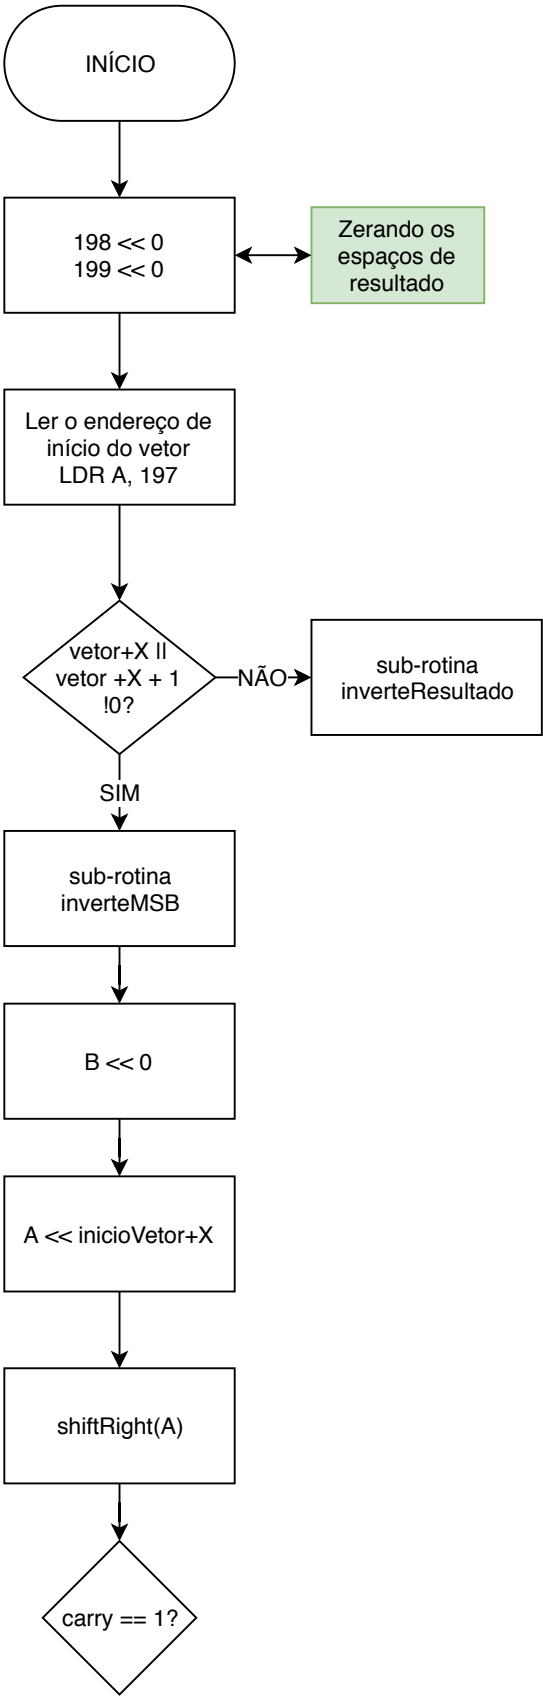 INÍCIO
198 << 0
199 << 0
Zerando os
espaços de
resultado
Ler o endereço de
início do vetor
LDR A, 197
vetor+X ||
vetor +X + 1
!0?
NÃO
sub-rotina
inverteResultado
SIM
sub-rotina
inverteMSB
B << 0
A << inicioVetor+X
shiftRight(A)
carry == 1?